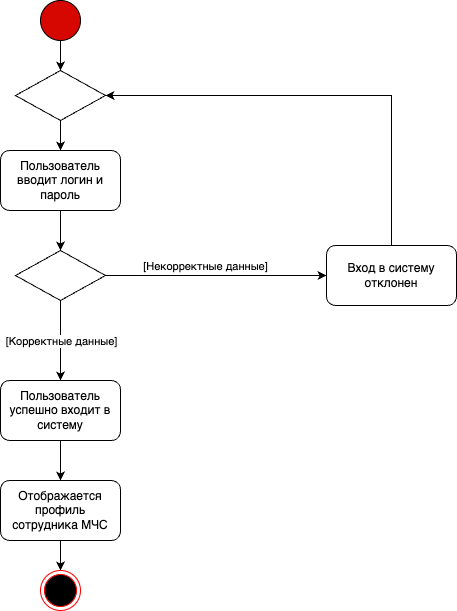 Пользователь
вводит логин и
пароль
[Некорректные данные]
Вход в систему
отклонен
[Корректные данные]
Пользователь
успешно входит в
систему
Отображается
профиль
сотрудника МЧС